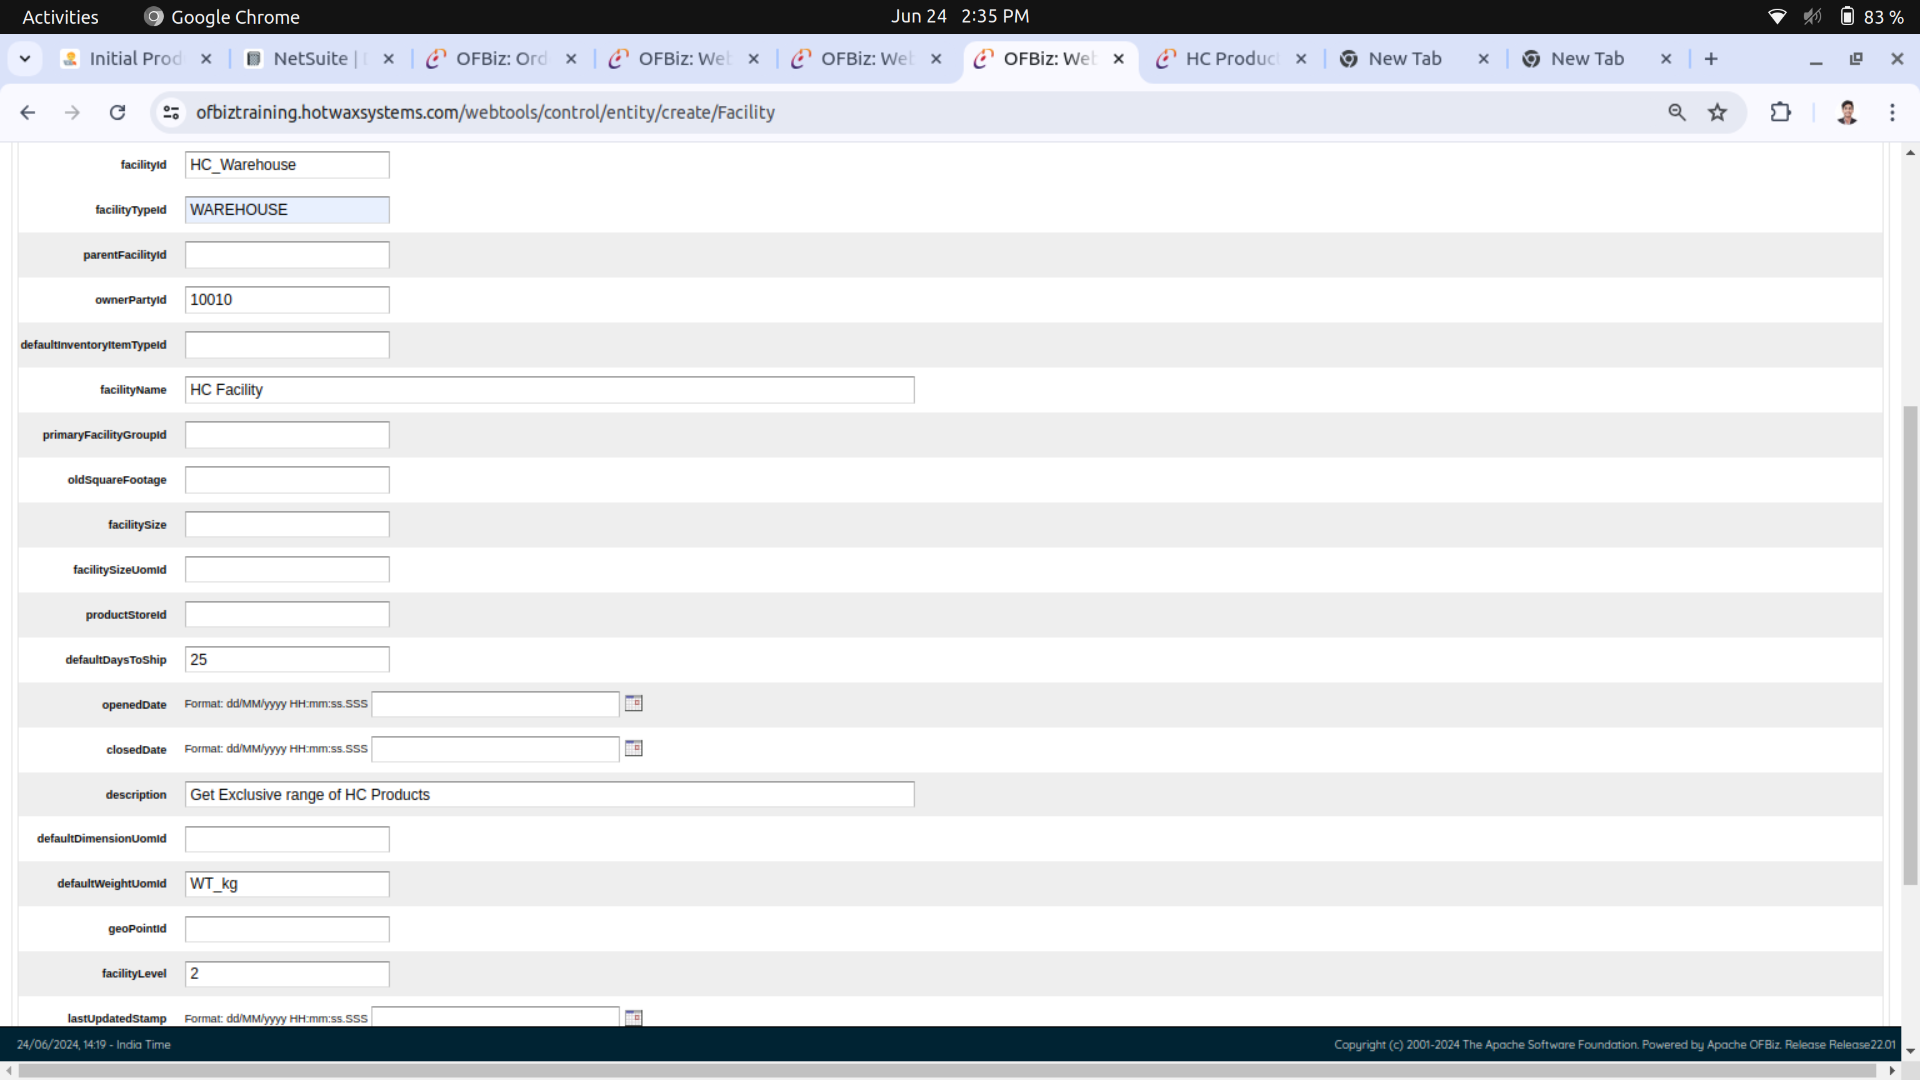 Activities Google Chrome Jun 24 2:35 PM 83 %
Initial Prod NetSuite | OFBiz: Ord OFBiz: Web OFBiz: Web OFBiz: Web HC Product New Tab New Tab
ofbiztraining.hotwaxsystems.com/webtools/control/entity/create/Facility
facilityId HC_Warehouse
facilityTypeId WAREHOUSE
parentFacilityId
ownerPartyId 10010
defaultInventoryItemTypeId
facilityName HC Facility
primaryFacilityGroupId
oldSquareFootage
facilitySize
facilitySizeUomId
productStoreId
defaultDaysToShip 25
openedDate Format: dd/MM/yyyy HH:mm:ss.SSS
closedDate Format: dd/MM/yyyy HH:mm:ss.SSS
description Get Exclusive range of HC Products
defaultDimensionUomId
defaultWeightUomId WT_kg
geoPointId
facilityLevel 2
lastUpdatedStamp Format: dd/MM/yyyy HH:mm:ss.SSS
24/06/2024, 14:19 - India Time Copyright (c) 2001-2024 The Apache Software Foundation. Powered by Apache OFBiz. Release Release22.01